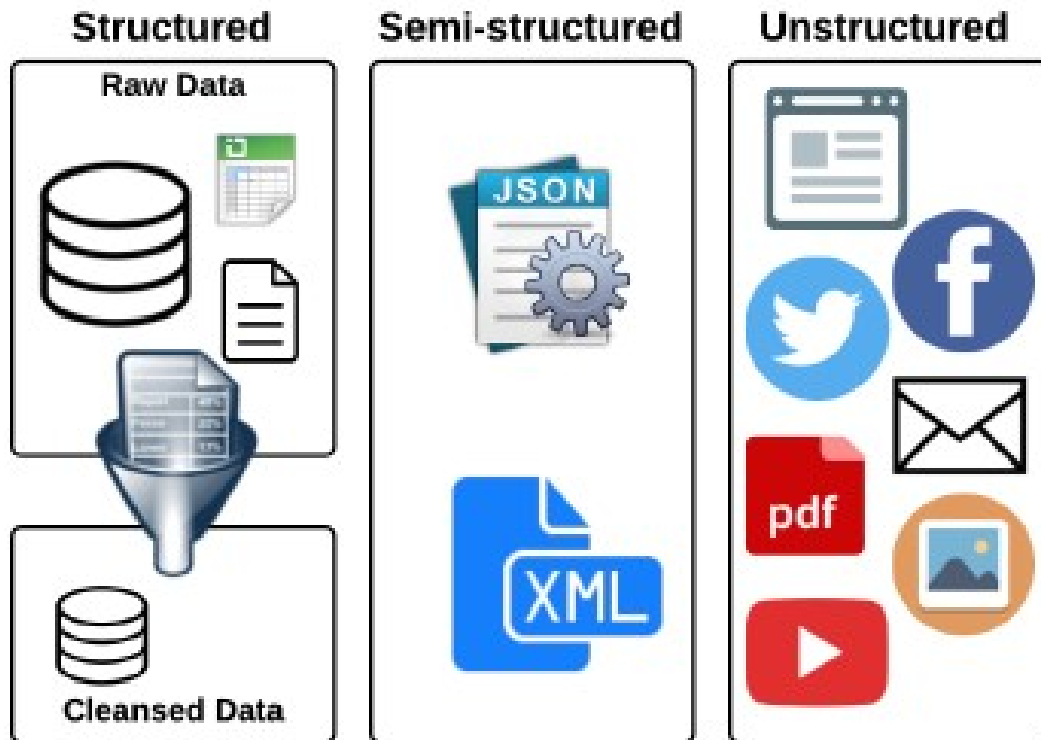 Structured
Raw Data
Cleansed Data
Semi-structured
JSON
XML
Unstructured
f
pdf